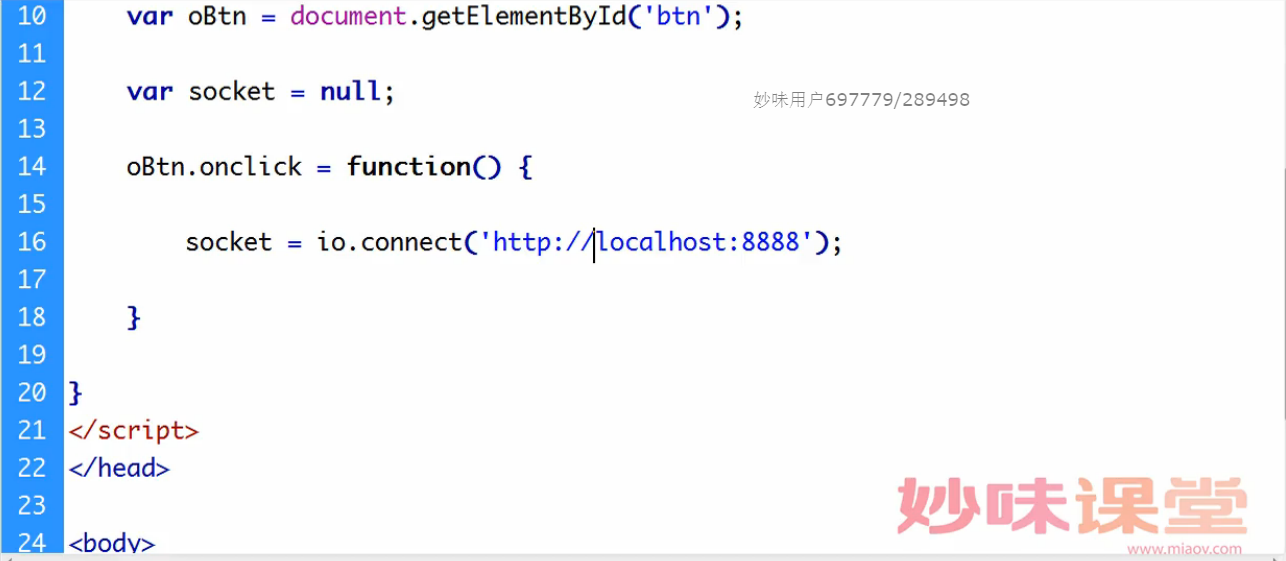 10 var oBtn = document.getElementById('btn');
11
12 var socket = null;
妙味用户697779/289498
13
14 oBtn.onclick = function() {
15
16 socket = io.connect('http://localhost:8888');
17
18 }
19
20 }
21 </script>
22 </head>
23
24 <body>
妙味课堂
www.miaov.com